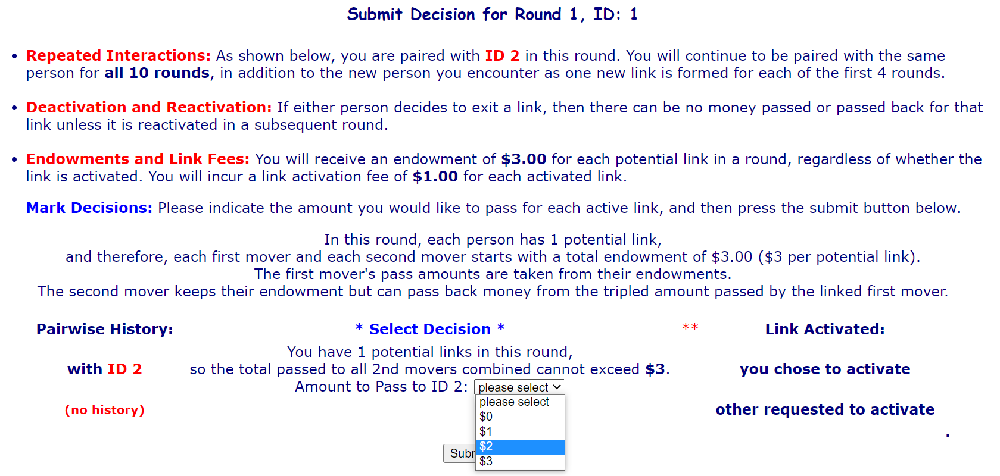 Submit Decision for Round 1, ID: 1
• Repeated Interactions: As shown below, you are paired with ID 2 in this round. You will continue to be paired with the same
person for all 10 rounds, in addition to the new person you encounter as one new link is formed for each of the first 4 rounds.
• Deactivation and Reactivation: If either person decides to exit a link, then there can be no money passed or passed back for that
link unless it is reactivated in a subsequent round.
• Endowments and Link Fees: You will receive an endowment of $3.00 for each potential link in a round, regardless of whether the
link is activated. You will incur a link activation fee of $1.00 for each activated link.
Mark Decisions: Please indicate the amount you would like to pass for each active link, and then press the submit button below.
In this round, each person has 1 potential link,
and therefore, each first mover and each second mover starts with a total endowment of $3.00 ($3 per potential link).
The first mover's pass amounts are taken from their endowments.
The second mover keeps their endowment but can pass back money from the tripled amount passed by the linked first mover.
Pairwise History: * Select Decision * ** Link Activated:
You have 1 potential links in this round,
with ID 2 so the total passed to all 2nd movers combined cannot exceed $3. you chose to activate
Amount to Pass to ID 2: please select
please select
(no history) other requested to activate
$0
$1
.
$2
$3